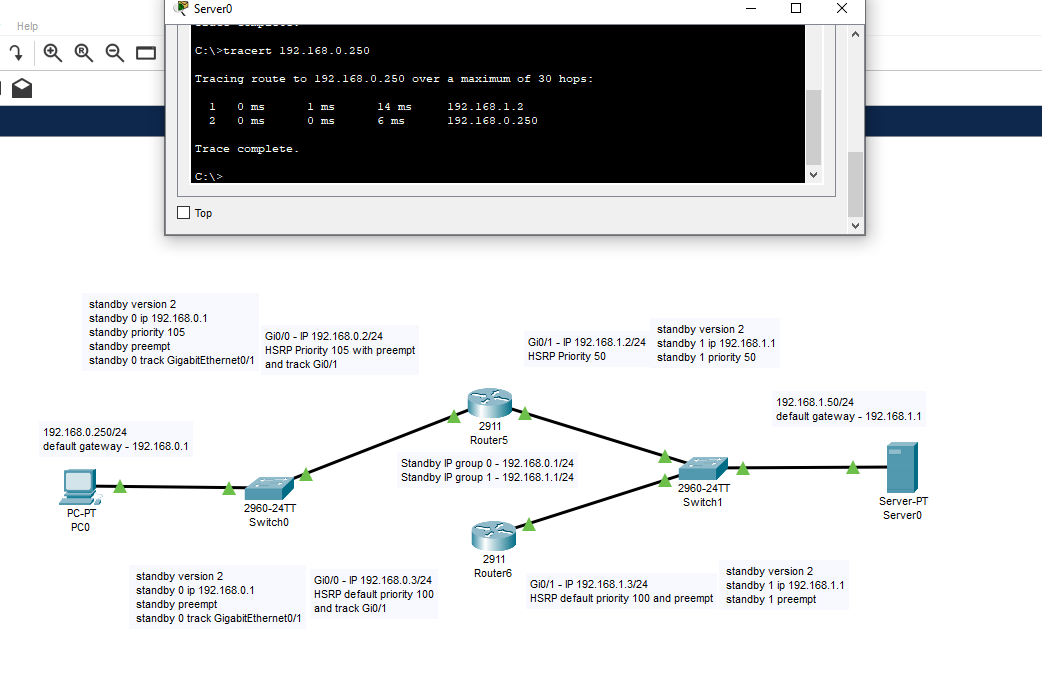 Help
Server0
C:\>tracert 192.168.0.250
Tracing route to 192.168.0.250 over a maximum of 30 hops:
1 0 ms 1 ms 14 ms 192.168.1.2
2 0 ms 0 ms 6 ms 192.168.0.250
Trace complete.
C:\>
Top
standby version 2
standby 0 ip 192.168.0.1
standby priority 105
standby preempt
standby 0 track GigabitEthernet0/1
Gi0/0 - IP 192.168.0.2/24
HSRP Priority 105 with preempt
and track Gi0/1
Gi0/1 - IP 192.168.1.2/24
HSRP Priority 50
standby version 2
standby 1 ip 192.168.1.1
standby 1 priority 50
192.168.1.50/24
default gateway - 192.168.1.1
192.168.0.250/24
default gateway - 192.168.0.1
2911
Router5
Standby IP group 0 - 192.168.0.1/24
Standby IP group 1 - 192.168.1.1/24
PC-PT
PC0
2960-24TT
Switch0
2960-24TT
Switch1
Server-PT
Server0
2911
Router6
standby version 2
standby 0 ip 192.168.0.1
standby preempt
standby 0 track GigabitEthernet0/1
Gi0/0 - IP 192.168.0.3/24
HSRP default priority 100
and track Gi0/1
Gi0/1 - IP 192.168.1.3/24
HSRP default priority 100 and preempt
standby version 2
standby 1 ip 192.168.1.1
standby 1 preempt